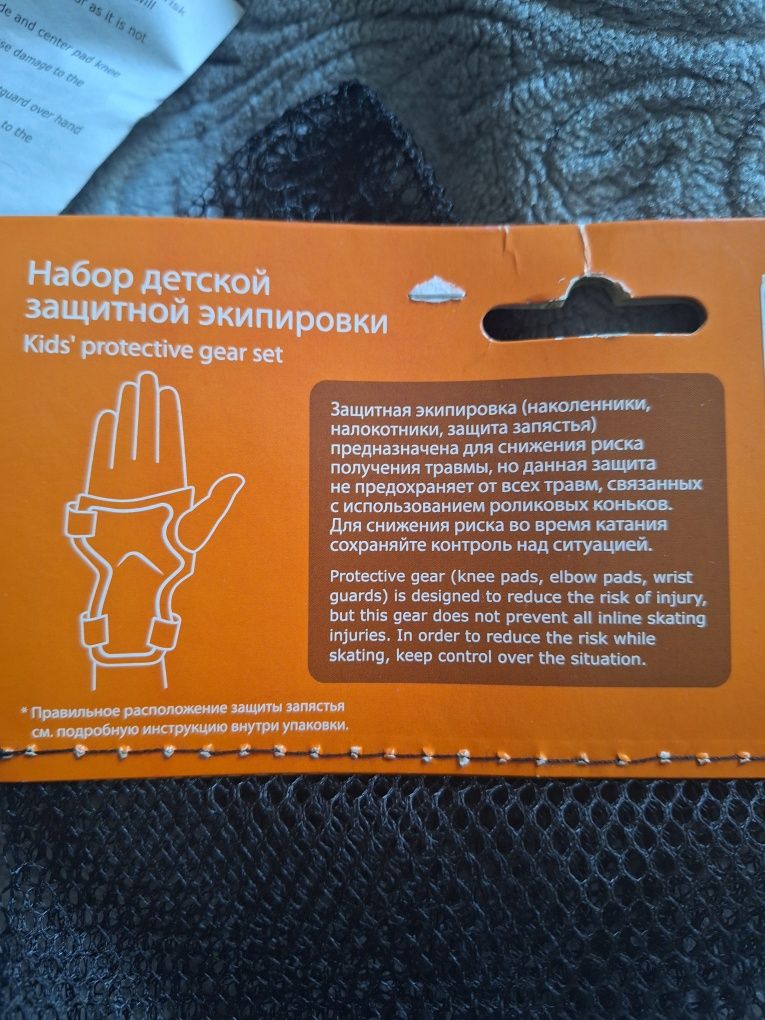 risk
will
or as it is not
de and center pad knee
se damage to the
tguard over hand
to the
Набор детской
защитной экипировки
Kids' protective gear set
Защитная экипировка (наколенники,
налокотники, защита запястья)
предназначена для снижения риска
получения травмы, но данная защита
не предохраняет от всех травм, связанных
с использованием роликовых коньков.
Для снижения риска во время катания
сохраняйте контроль над ситуацией.
Protective gear (knee pads, elbow pads, wrist
guards) is designed to reduce the risk of injury,
but this gear does not prevent all inline skating
injuries. In order to reduce the risk while
skating, keep control over the situation.
* Правильное расположение защиты запястья
см. подробную инструкцию внутри упаковки.